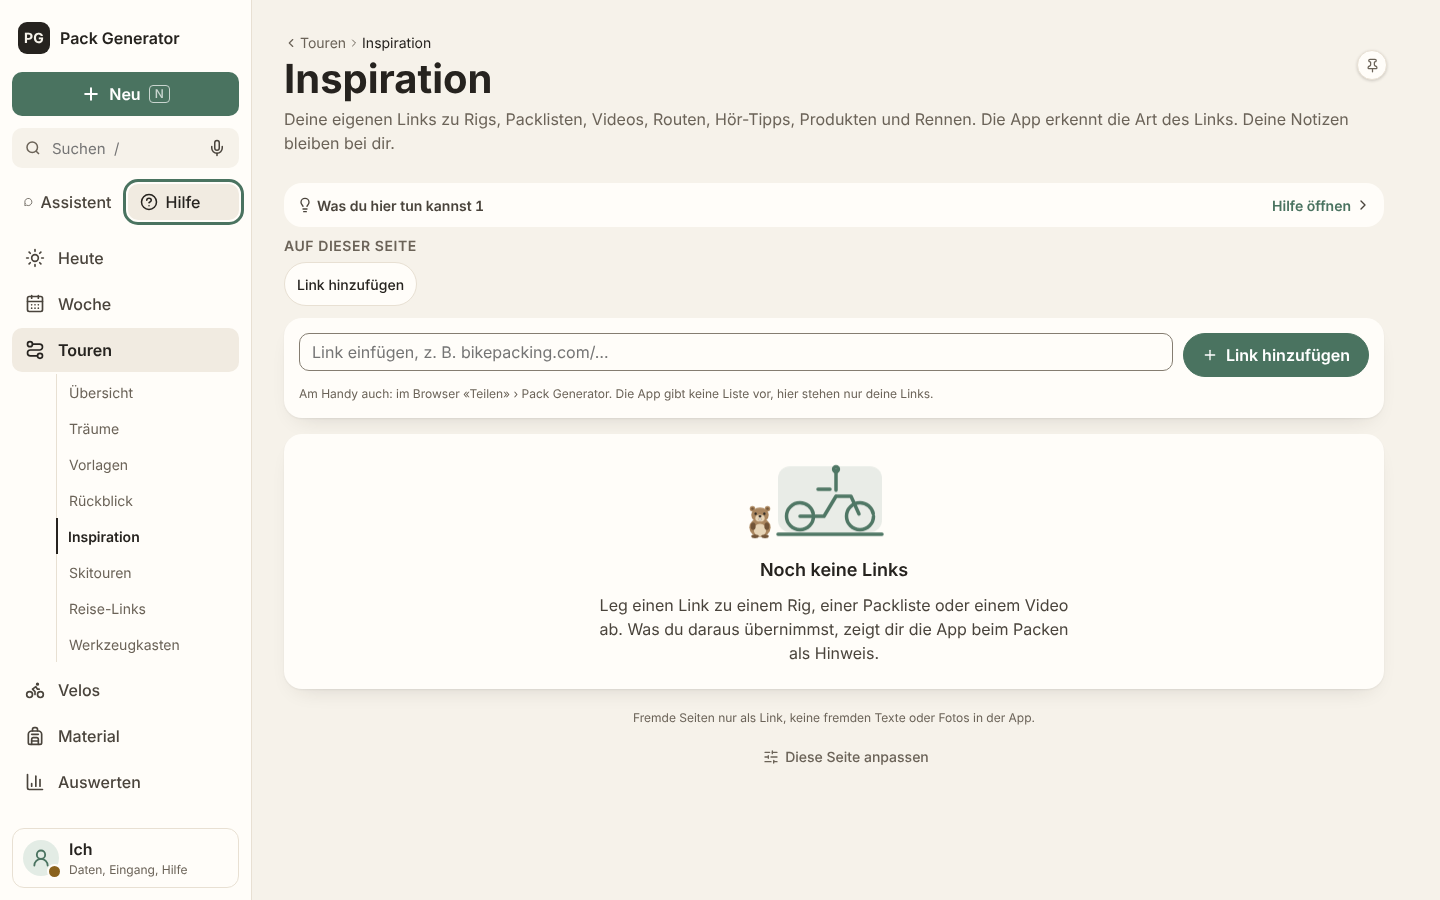 PG Pack Generator
Neu N
Suchen /
Assistent
Hilfe
Heute
Woche
Touren
Übersicht
Träume
Vorlagen
Rückblick
Inspiration
Skitouren
Reise-Links
Werkzeugkasten
Velos
Material
Auswerten
Ich
Daten, Eingang, Hilfe
Touren › Inspiration
Inspiration
Deine eigenen Links zu Rigs, Packlisten, Videos, Routen, Hör-Tipps, Produkten und Rennen. Die App erkennt die Art des Links. Deine Notizen
bleiben bei dir.
Was du hier tun kannst 1
Hilfe öffnen
AUF DIESER SEITE
Link hinzufügen
Link einfügen, z. B. bikepacking.com/…
Link hinzufügen
Am Handy auch: im Browser «Teilen» › Pack Generator. Die App gibt keine Liste vor, hier stehen nur deine Links.
Noch keine Links
Leg einen Link zu einem Rig, einer Packliste oder einem Video
ab. Was du daraus übernimmst, zeigt dir die App beim Packen
als Hinweis.
Fremde Seiten nur als Link, keine fremden Texte oder Fotos in der App.
Diese Seite anpassen